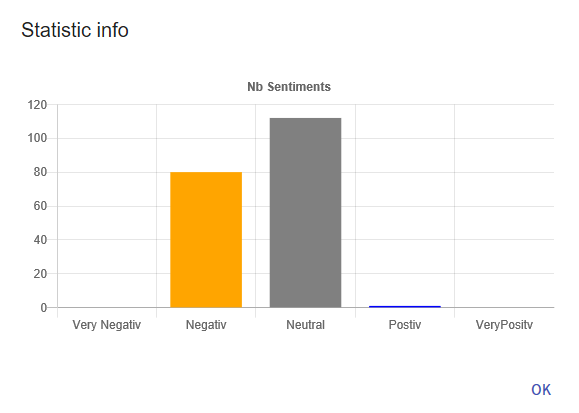 Statistic info
Nb Sentiments
120
100
80
60
40
20
0
Very Negativ Negativ Neutral Postiv VeryPositv
OK